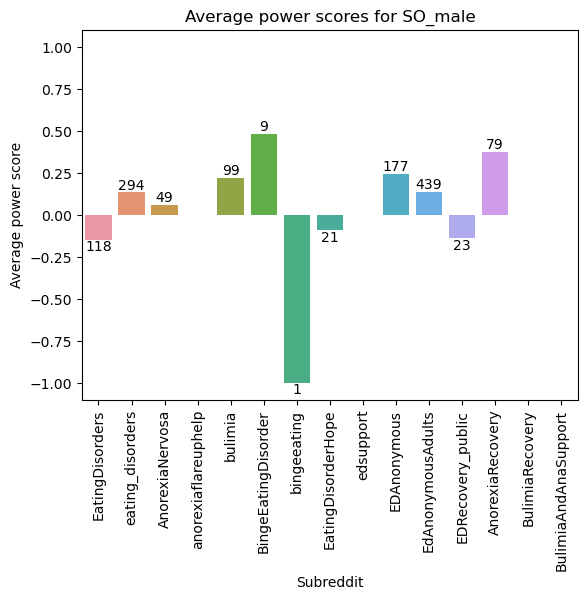 Average power scores for SO_male
Average power score
1.00
0.75
0.50
0.25
0.00
−0.25
−0.50
−0.75
−1.00
118
294
49
99
9
1
21
177
439
23
79
EatingDisorders
eating_disorders
AnorexiaNervosa
anorexiaflareuphelp
bulimia
BingeEatingDisorder
bingeeating
EatingDisorderHope
edsupport
EDAnonymous
EdAnonymousAdults
EDRecovery_public
AnorexiaRecovery
BulimiaRecovery
BulimiaAndAnaSupport
Subreddit